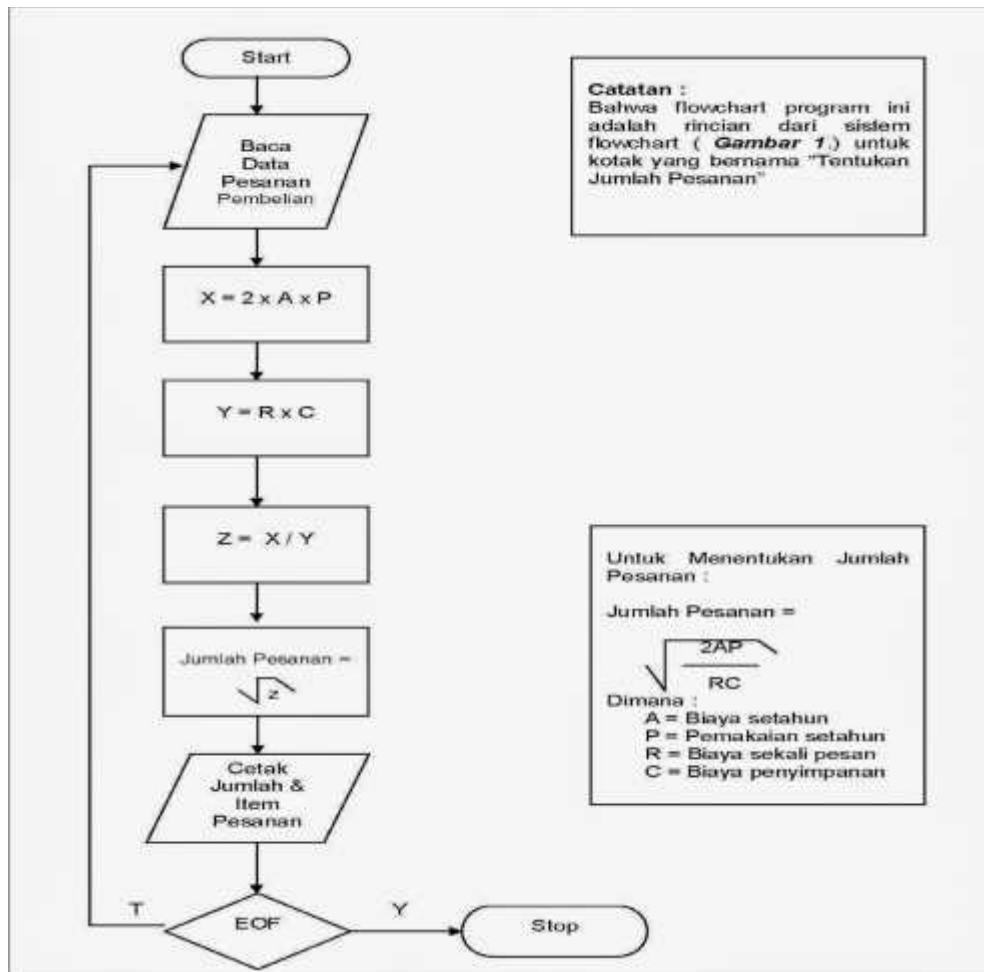 Start
Baca
Data
Pesanan
Pembelian
X = 2 x A x P
Y = R x C
Z = X / Y
Jumlah Pesanan =
√z
Cetak
Jumlah &
Item
Pesanan
EOF
T
Y
Stop
Catatan :
Bahwa flowchart program ini
adalah rincian dari sistem
flowchart ( Gambar 1.) untuk
kotak yang bernama "Tentukan
Jumlah Pesanan"
Untuk Menentukan Jumlah
Pesanan :
Jumlah Pesanan =
√2AP
RC
Dimana :
A = Biaya setahun
P = Pemakaian setahun
R = Biaya sekali pesan
C = Biaya penyimpanan